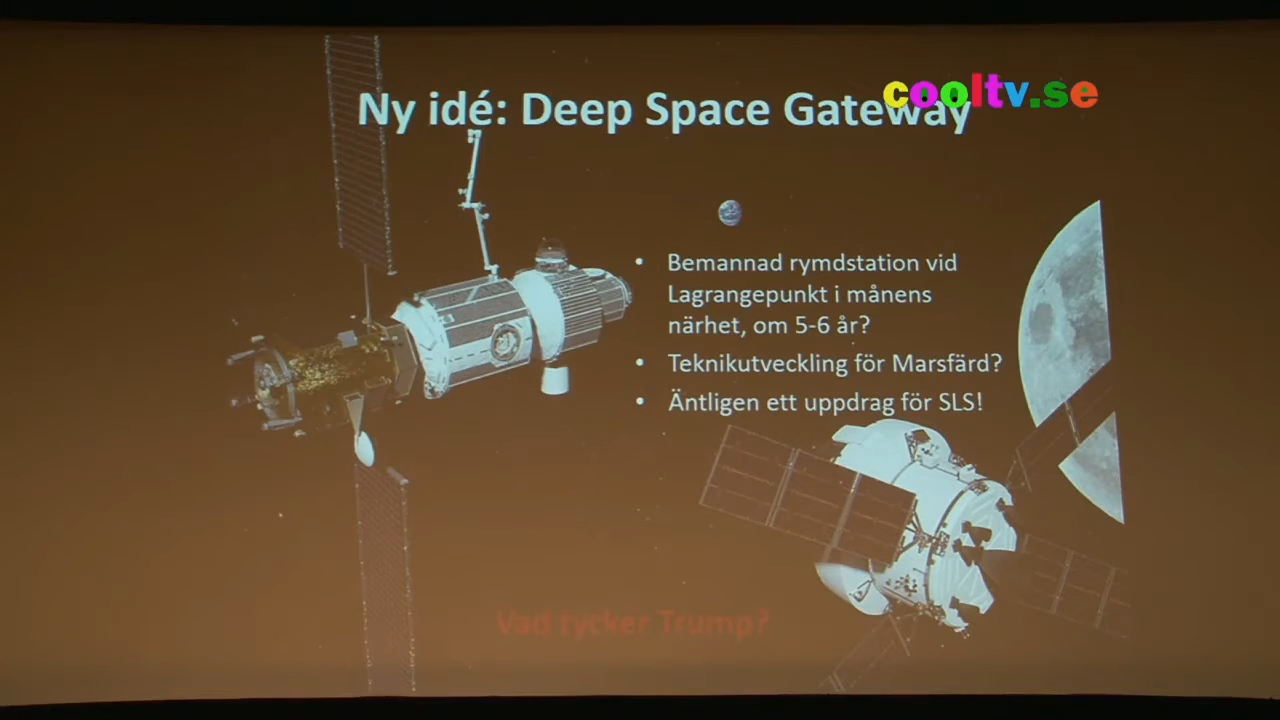 Ny idé: Deep Space Gateway
cooltv.se
• Bemannad rymdstation vid
Lagrangepunkt i månens
närhet, om 5-6 år?
• Teknikutveckling för Marsfärd?
• Äntligen ett uppdrag för SLS!
Vad tycker Trump?